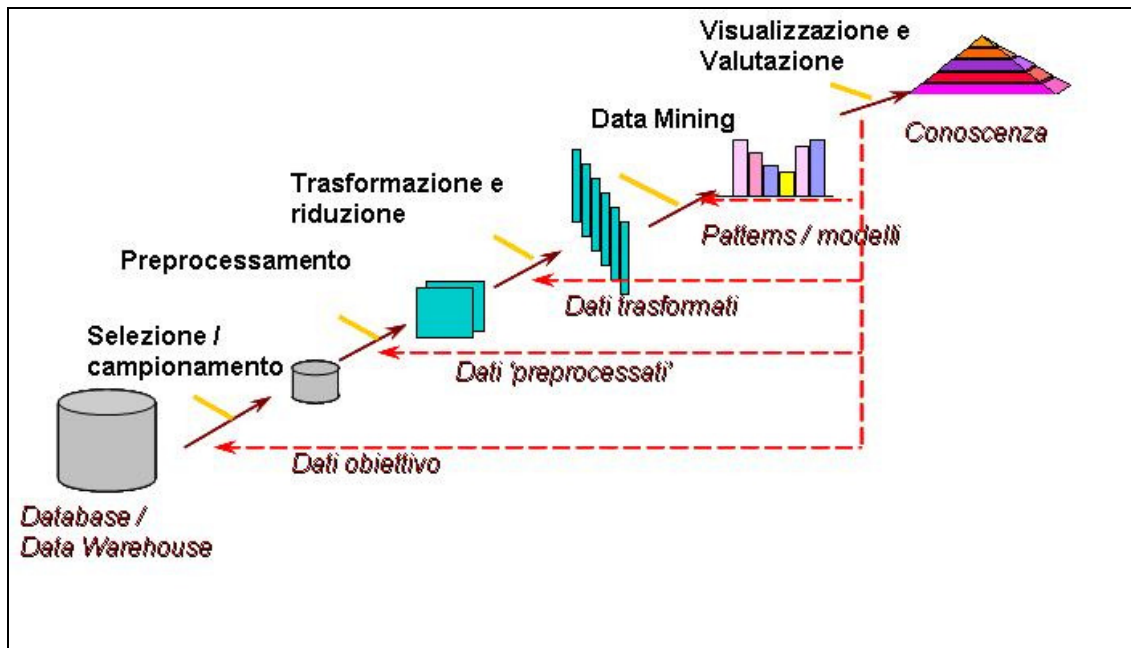 Visualizzazione e
Valutazione
Conoscenza
Data Mining
Patterns / modelli
Trasformazione e
riduzione
Dati trasformati
Preprocessamento
Dati 'preprocessati'
Selezione /
campionamento
Dati obiettivo
Database /
Data Warehouse